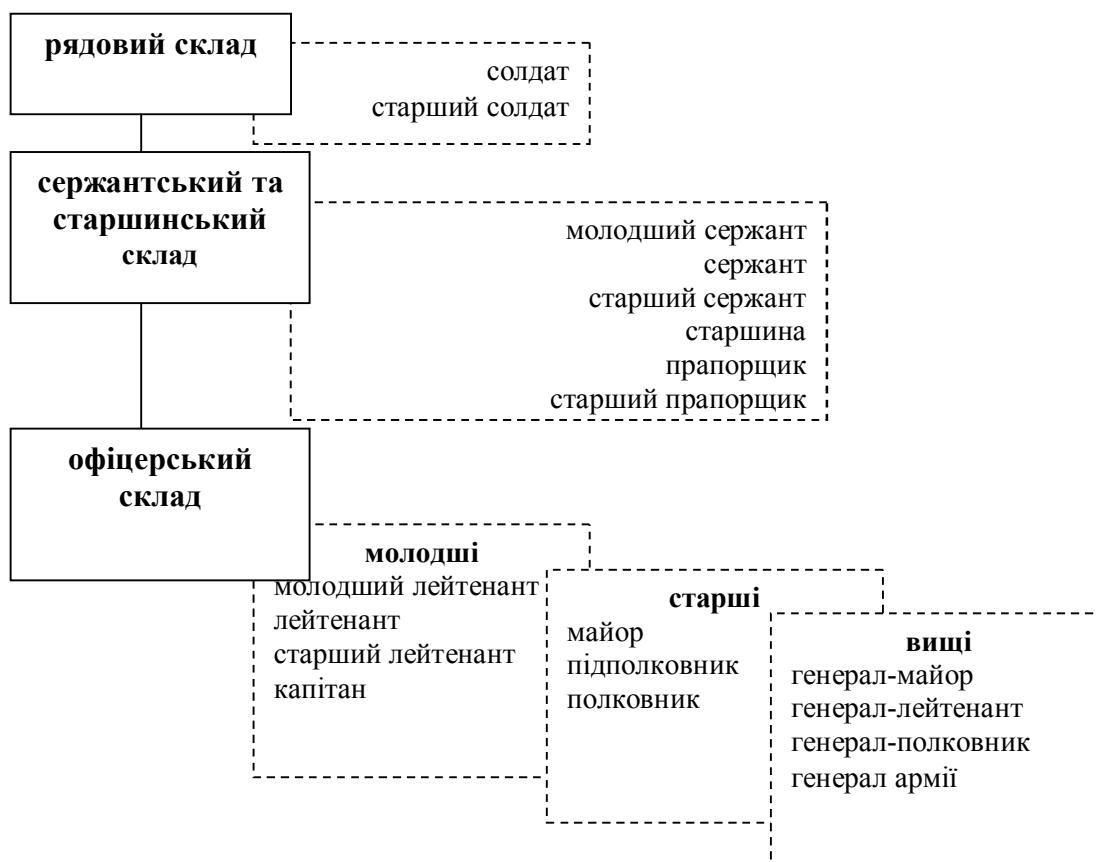 рядовий склад
солдат
старший солдат
сержантський та
старшинський
склад
молодший сержант
сержант
старший сержант
старшина
прапорщик
старший прапорщик
офіцерський
склад
молодші
молодший лейтенант
лейтенант
старший лейтенант
капітан
старші
майор
підполковник
полковник
вищі
генерал-майор
генерал-лейтенант
генерал-полковник
генерал армії